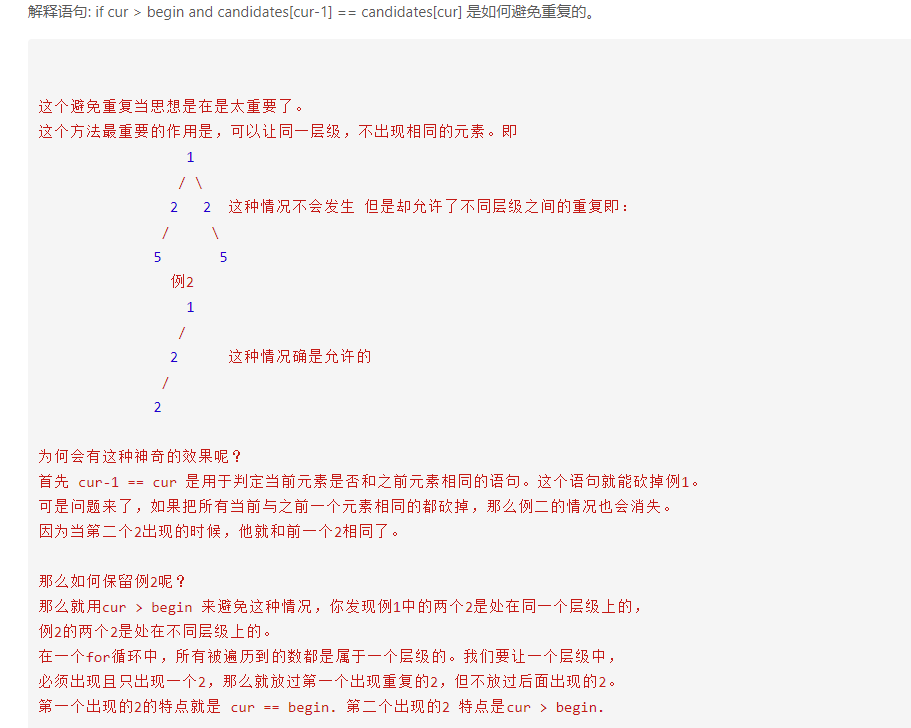 解释语句: if cur > begin and candidates[cur-1] == candidates[cur] 是如何避免重复的。
这个避免重复当思想是在是太重要了。
这个方法最重要的作用是，可以让同一层级，不出现相同的元素。即
1
/ \
2 2 这种情况不会发生 但是却允许了不同层级之间的重复即：
/ \
5 5
例2
1
/
2 这种情况确是允许的
/
2
为何会有这种神奇的效果呢？
首先 cur-1 == cur 是用于判定当前元素是否和之前元素相同的语句。这个语句就能砍掉例1。
可是问题来了，如果把所有当前与之前一个元素相同的都砍掉，那么例二的情况也会消失。
因为当第二个2出现的时候，他就和前一个2相同了。
那么如何保留例2呢？
那么就用cur > begin 来避免这种情况，你发现例1中的两个2是处在同一个层级上的，
例2的两个2是处在不同层级上的。
在一个for循环中，所有被遍历到的数都是属于一个层级的。我们要让一个层级中，
必须出现且只出现一个2，那么就放过第一个出现重复的2，但不放过后面出现的2。
第一个出现的2的特点就是 cur == begin. 第二个出现的2 特点是cur > begin.